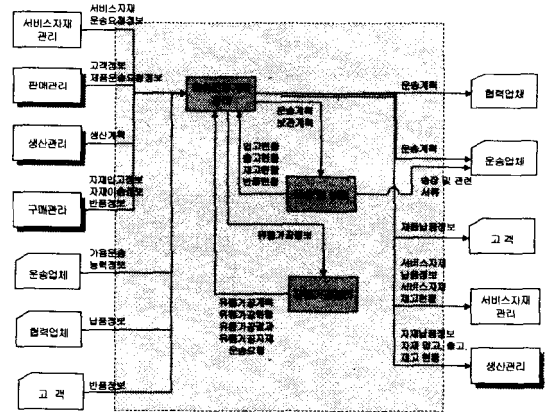 서비스자재
관리
서비스자재
운송요청정보
판매관리
고객정보
제품운송요청정보
생산관리
생산계획
구매관리
자재입고정보
자재이송정보
반품정보
운송업체
가용운송
능력정보
협력업체
납품정보
고 객
반품정보
운송계획
보관계획
입고현황
출고현황
재고현황
반품현황
유통가공정보
유통가공계획
유통가공현황
유통가공결과
유통가공자재
운송요청
운송계획
협력업체
운송계획
운송업체
송장 및 관련
서류
제품납품정보
고 객
서비스자재
납품정보
서비스자재
재고현황
서비스자재
관리
자재납품정보
자재 입고, 출고,
재고 현황
생산관리